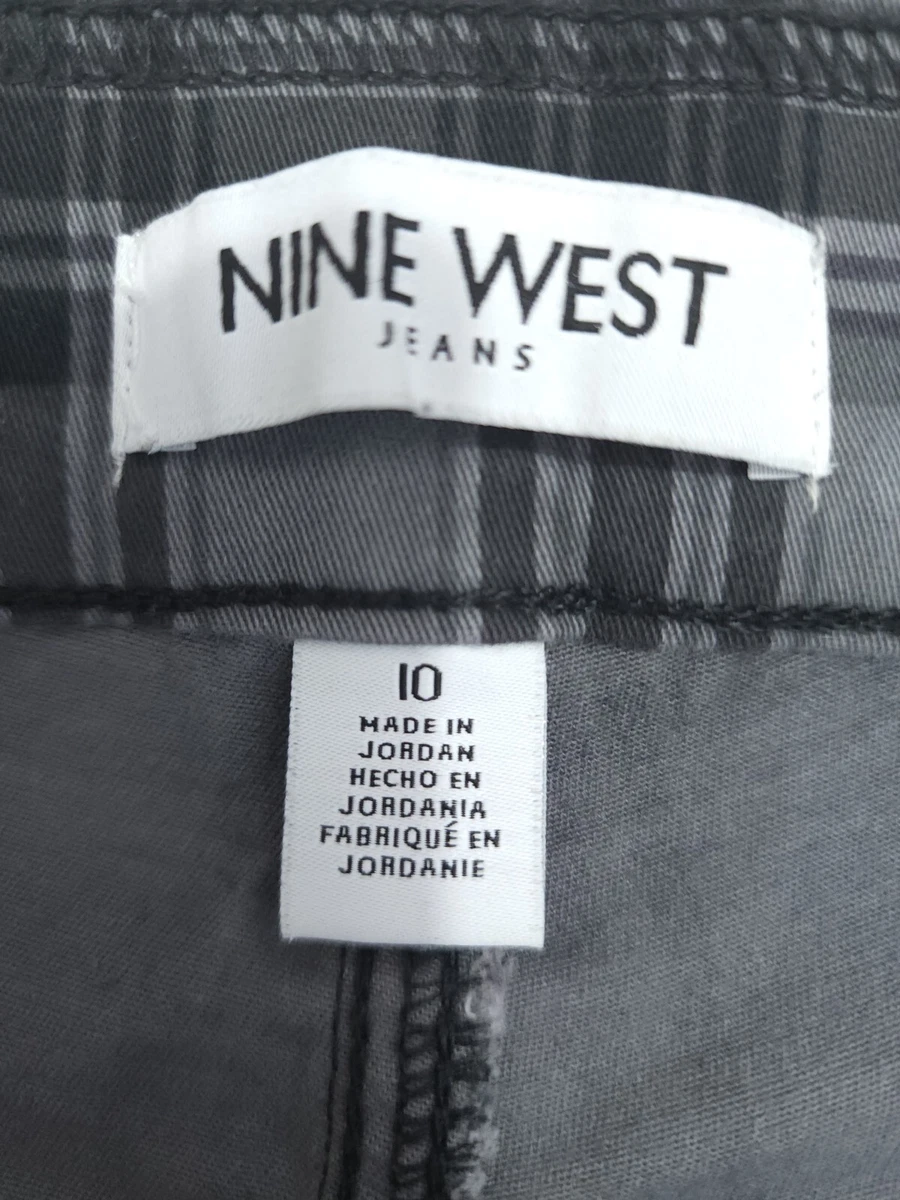 NINE WEST
JEANS
10
MADE IN
JORDAN
HECHO EN
JORDANIA
FABRIQUÉ EN
JORDANIE